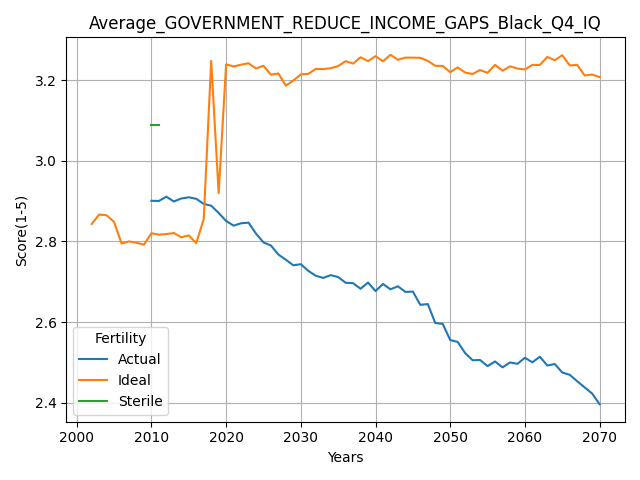 Average_GOVERNMENT_REDUCE_INCOME_GAPS_Black_Q4_IQ
Score(1-5)
3.2
3.0
2.8
2.6
2.4
Fertility
Actual
Ideal
Sterile
2000 2010 2020 2030 2040 2050 2060 2070
Years